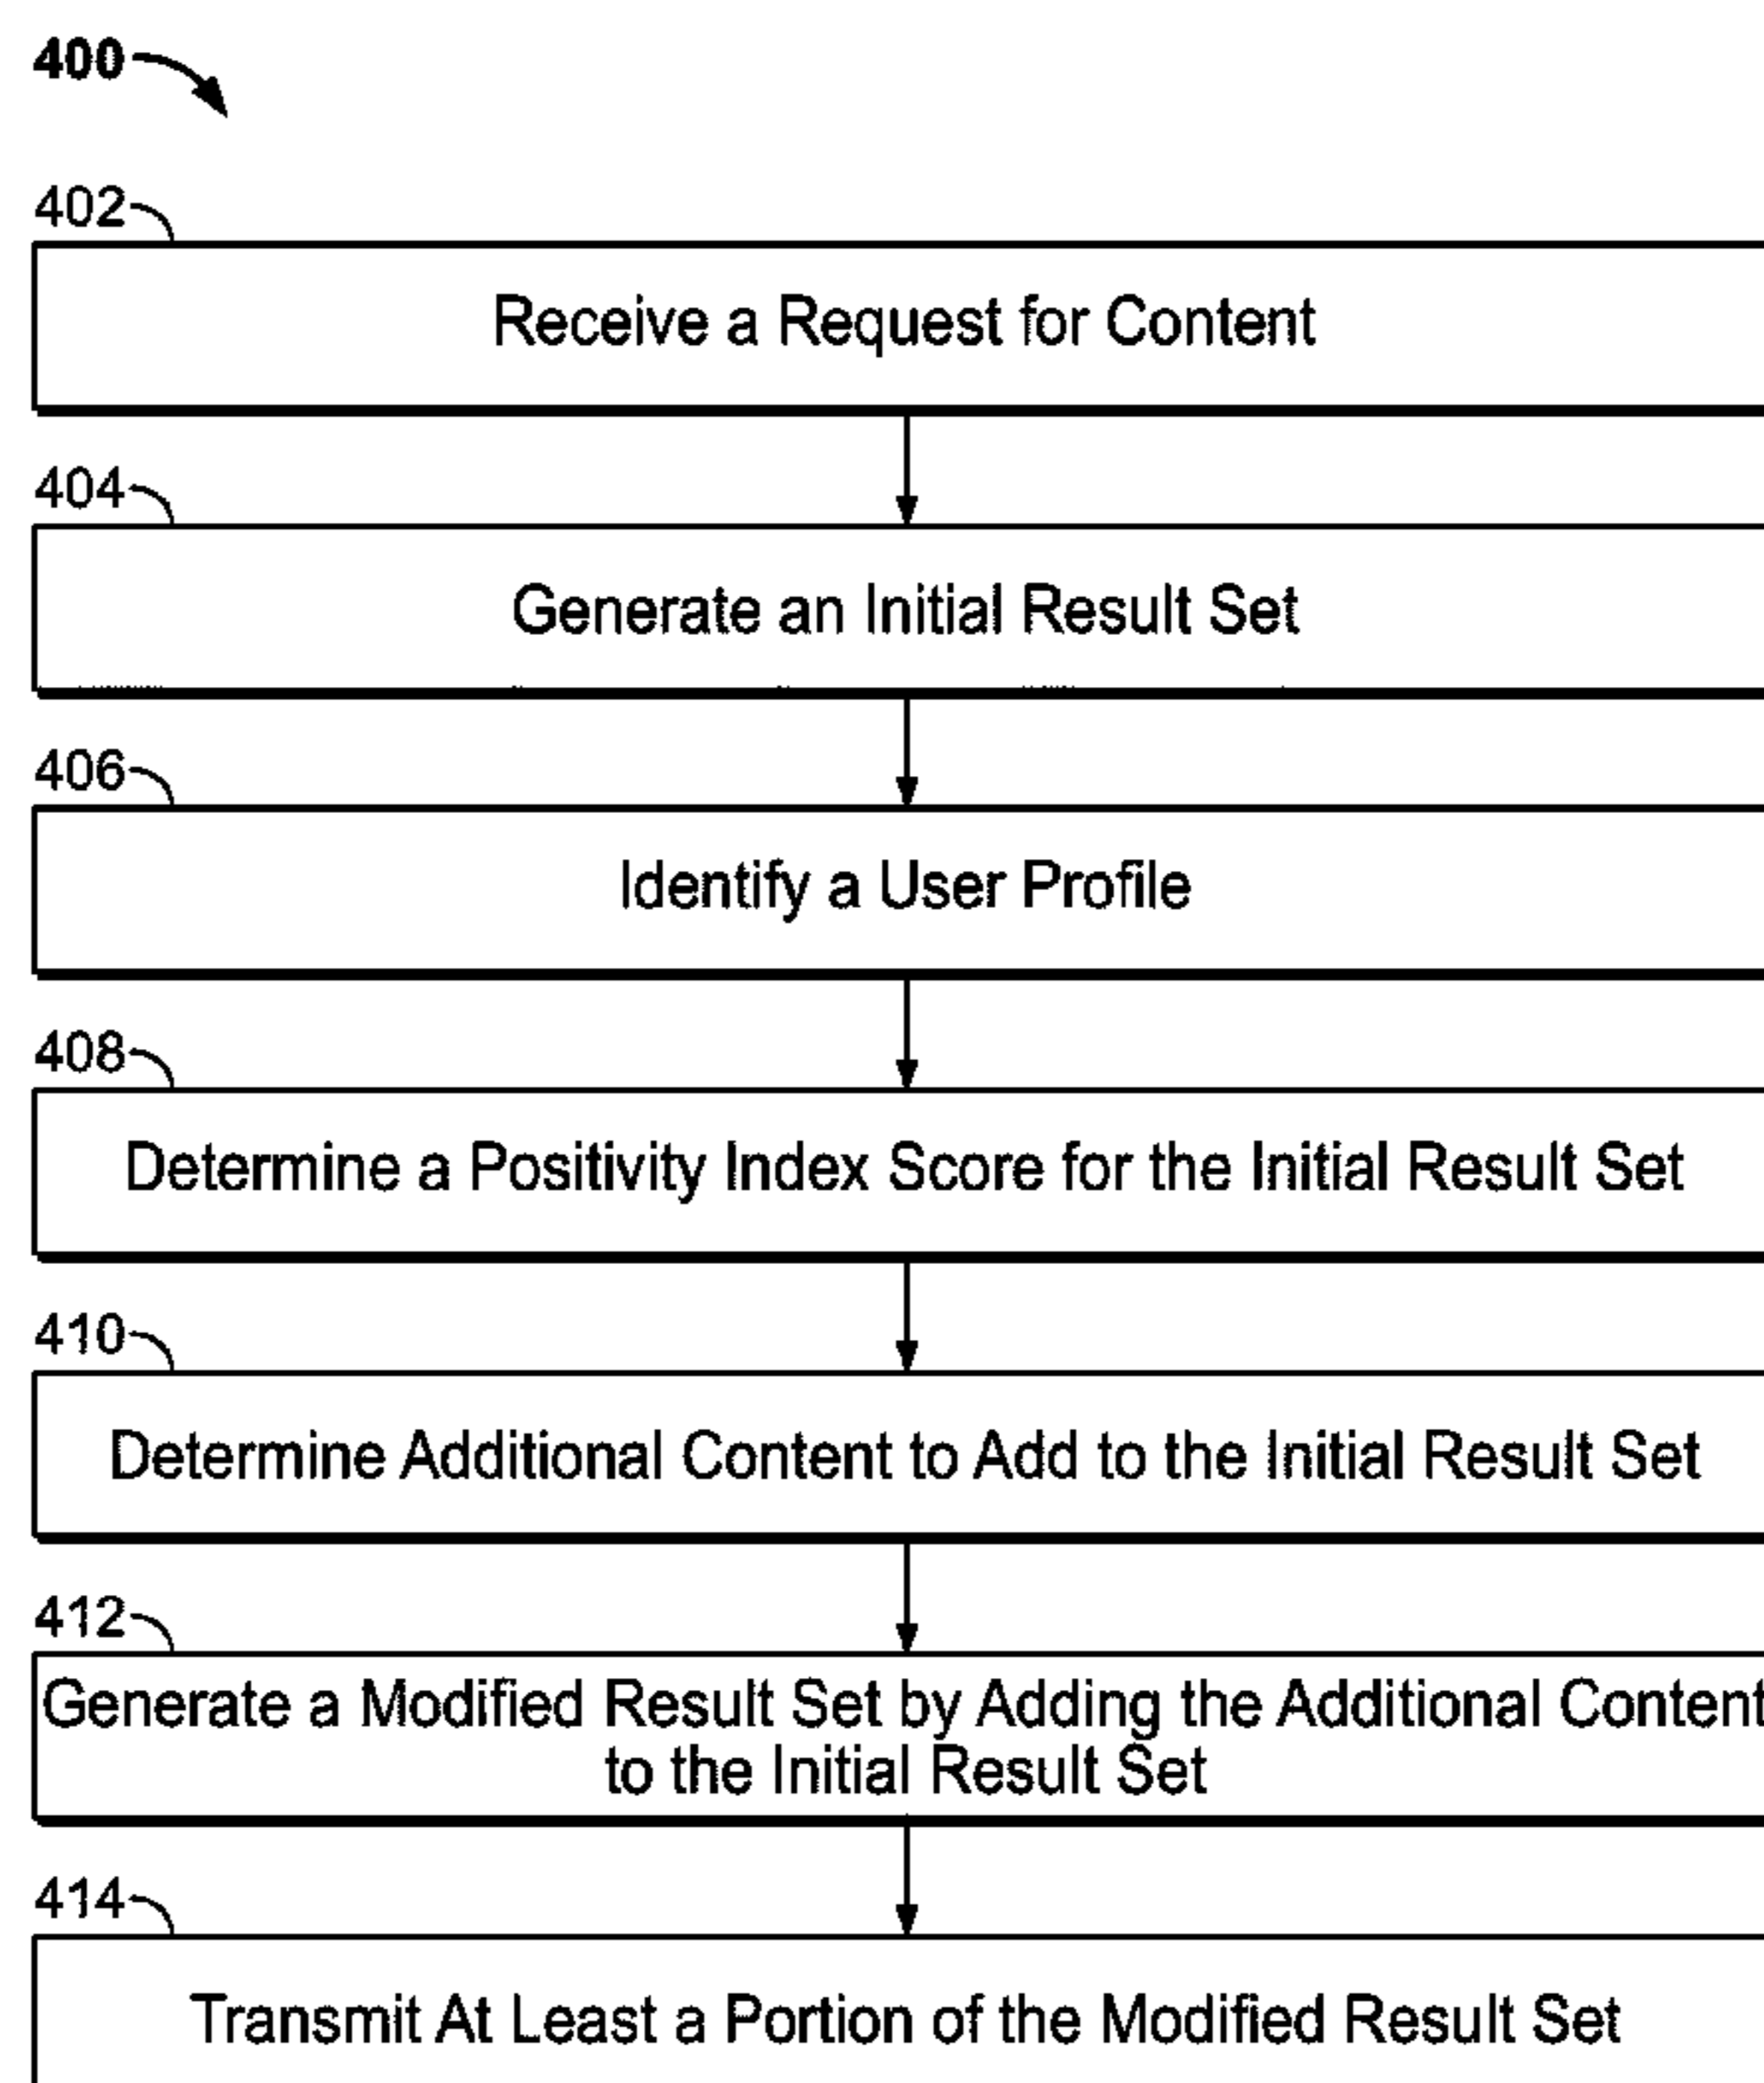 400
402
Receive a Request for Content
404
Generate an Initial Result Set
406
Identify a User Profile
408
Determine a Positivity Index Score for the Initial Result Set
410
Determine Additional Content to Add to the Initial Result Set
412
Generate a Modified Result Set by Adding the Additional Content
to the Initial Result Set
414
Transmit At Least a Portion of the Modified Result Set